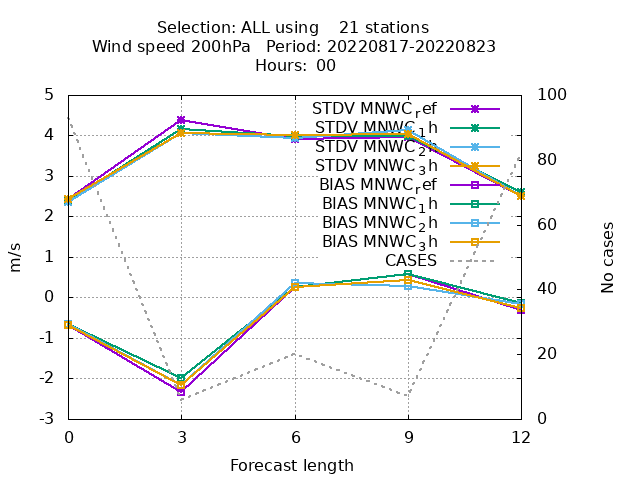 Selection: ALL using    21 stations
Wind speed 200hPa   Period: 20220817-20220823
Hours:  00
5
4
3
2
1
0
-1
-2
-3
m/s
100
80
60
40
20
0
No cases
STDV MNWC_ref
STDV MNWC_1h
STDV MNWC_2h
STDV MNWC_3h
BIAS MNWC_ref
BIAS MNWC_1h
BIAS MNWC_2h
BIAS MNWC_3h
CASES
0 3 6 9 12
Forecast length